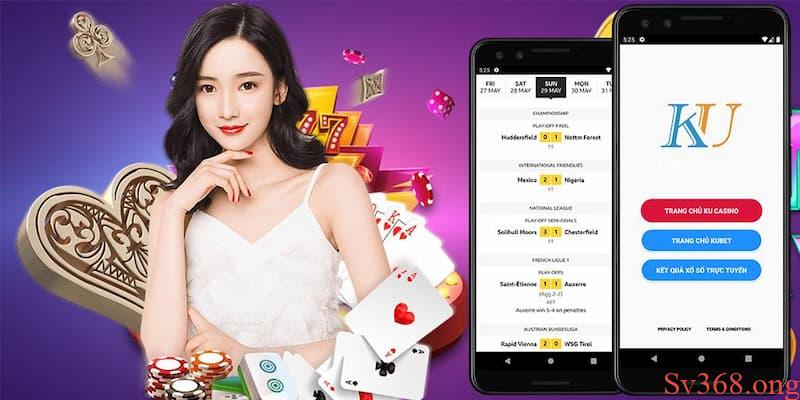 5:25
FRI
27 MAY
SAT
28 MAY
SUN
29 MAY
MON
30 MAY
TU
31 M
CHAMPIONSHIP
PLAY-OFF-FINAL
Huddersfield 0 1 Nottm Forest
FT
INTERNATIONAL FRIENDLIES
Mexico 2 1 Nigeria
FT
NATIONAL LEAGUE
PLAY-OFF SEMI-FINALS
Solihull Moors 3 1 Chesterfield
FT
FRENCH LIGUE 1
PLAY-OFFS
Saint-Étienne 1 1 Auxerre
(Agg 2-2)
AET
Auxerre win 5-4 on penalties
AUSTRIAN BUNDESLIGA
Rapid Vienna 2 0 WSG Tirol
FT
5:25
KU
TRANG CHỦ KU CASINO
TRANG CHỦ KUBET
KẾT QUẢ XỔ SỐ TRỰC TUYẾN
PRIVACY POLICY TERMS & CONDITIONS
777
K
A
A
A
A
Sv368.ong